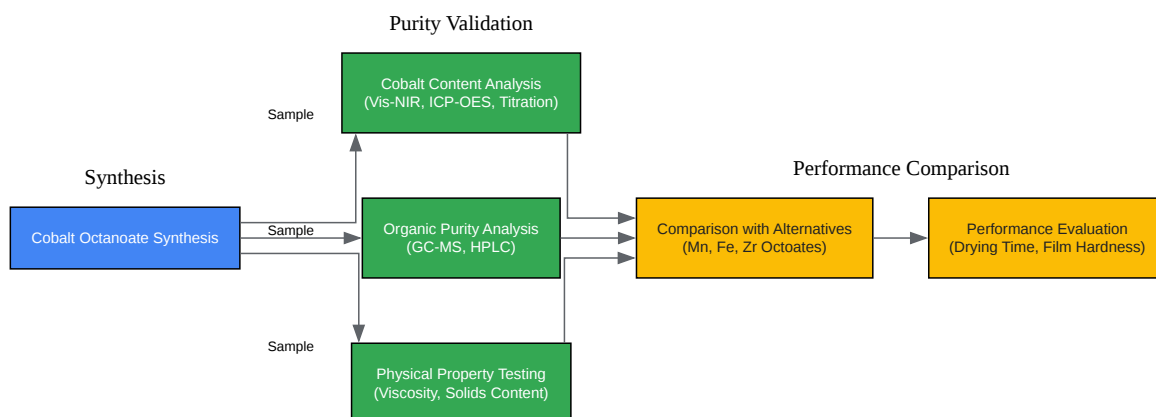 Purity Validation
Cobalt Content Analysis
(Vis-NIR, ICP-OES, Titration)
Sample
Synthesis
Performance Comparison
Cobalt Octanoate Synthesis
Sample
Organic Purity Analysis
(GC-MS, HPLC)
Comparison with Alternatives
(Mn, Fe, Zr Octoates)
Performance Evaluation
(Drying Time, Film Hardness)
Sample
Physical Property Testing
(Viscosity, Solids Content)